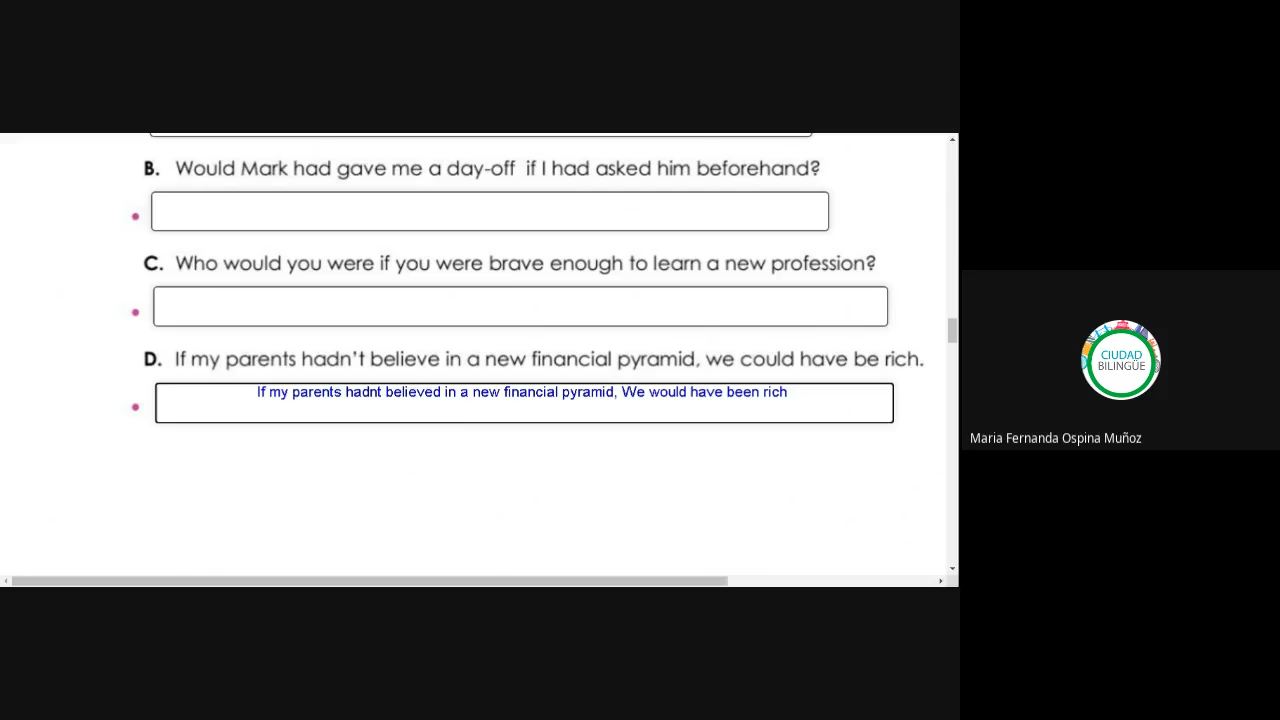 B. Would Mark had gave me a day-off if I had asked him beforehand?
C. Who would you were if you were brave enough to learn a new profession?
D. If my parents hadn't believe in a new financial pyramid, we could have be rich.
If my parents hadnt believed in a new financial pyramid, We would have been rich
CIUDAD
BILINGÜE
Maria Fernanda Ospina Muñoz